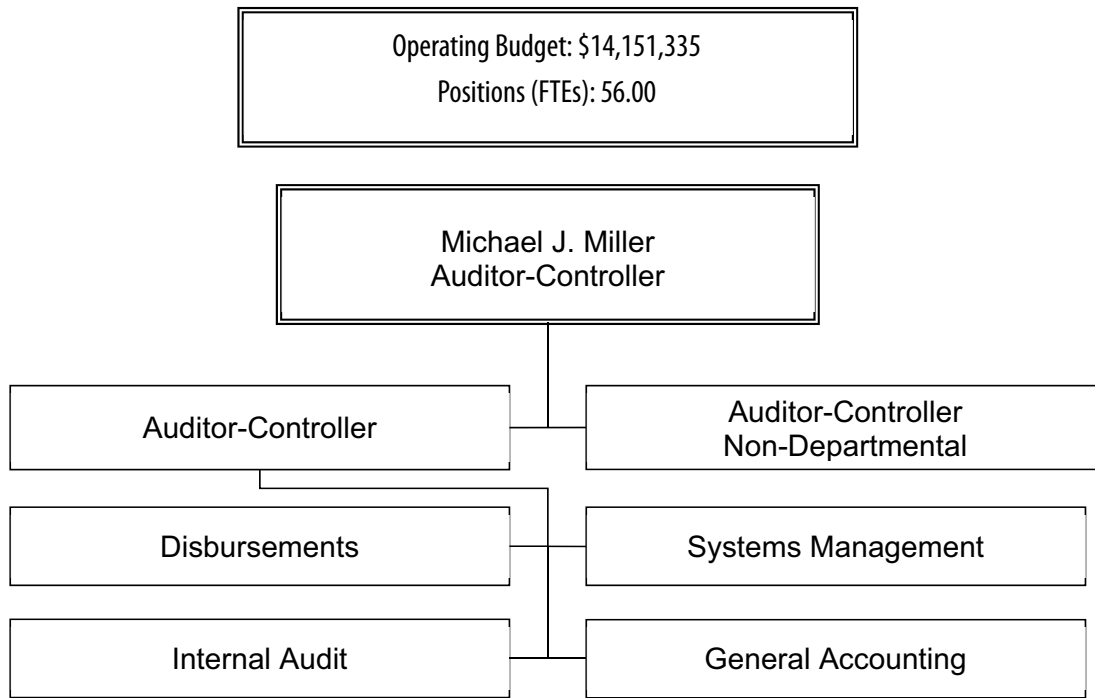 Operating Budget: $14,151,335
Positions (FTEs): 56.00
Michael J. Miller
Auditor-Controller
Auditor-Controller
Auditor-Controller
Non-Departmental
Disbursements
Systems Management
Internal Audit
General Accounting